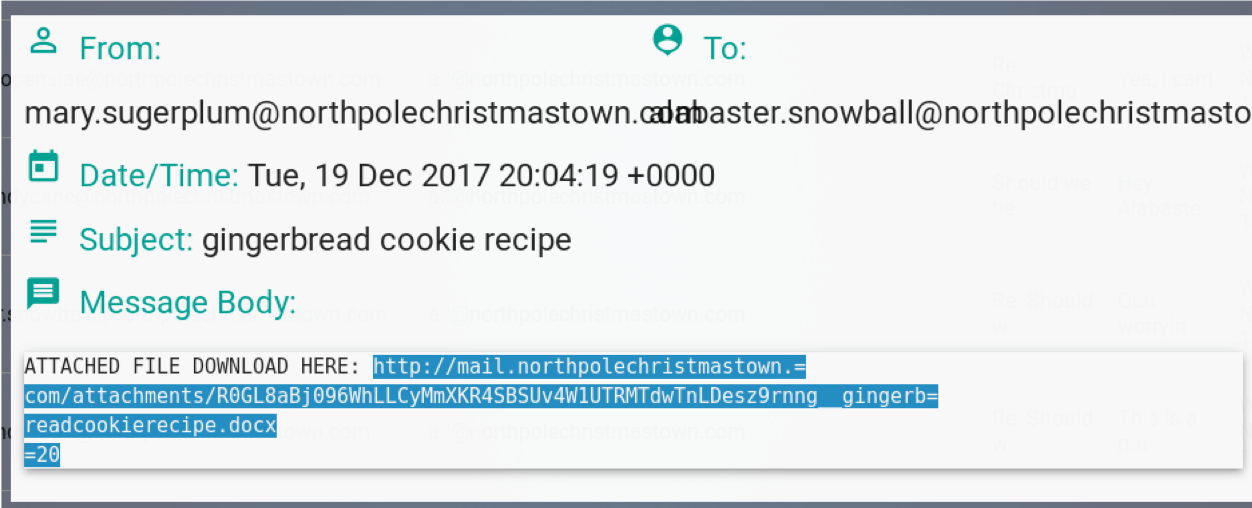 From: To:
mary.sugerplum@northpolechristmastown.com alabaster.snowball@northpolechristmasto
Date/Time: Tue, 19 Dec 2017 20:04:19 +0000
Subject: gingerbread cookie recipe
Message Body:
ATTACHED FILE DOWNLOAD HERE: http://mail.northpolechristmastown.=
com/attachments/R0GL8aBj096WhLLCyMmXKR4SBSUv4W1UTRMTdwTnLDesz9rnng__gingerb=
readcookierecipe.docx
=20